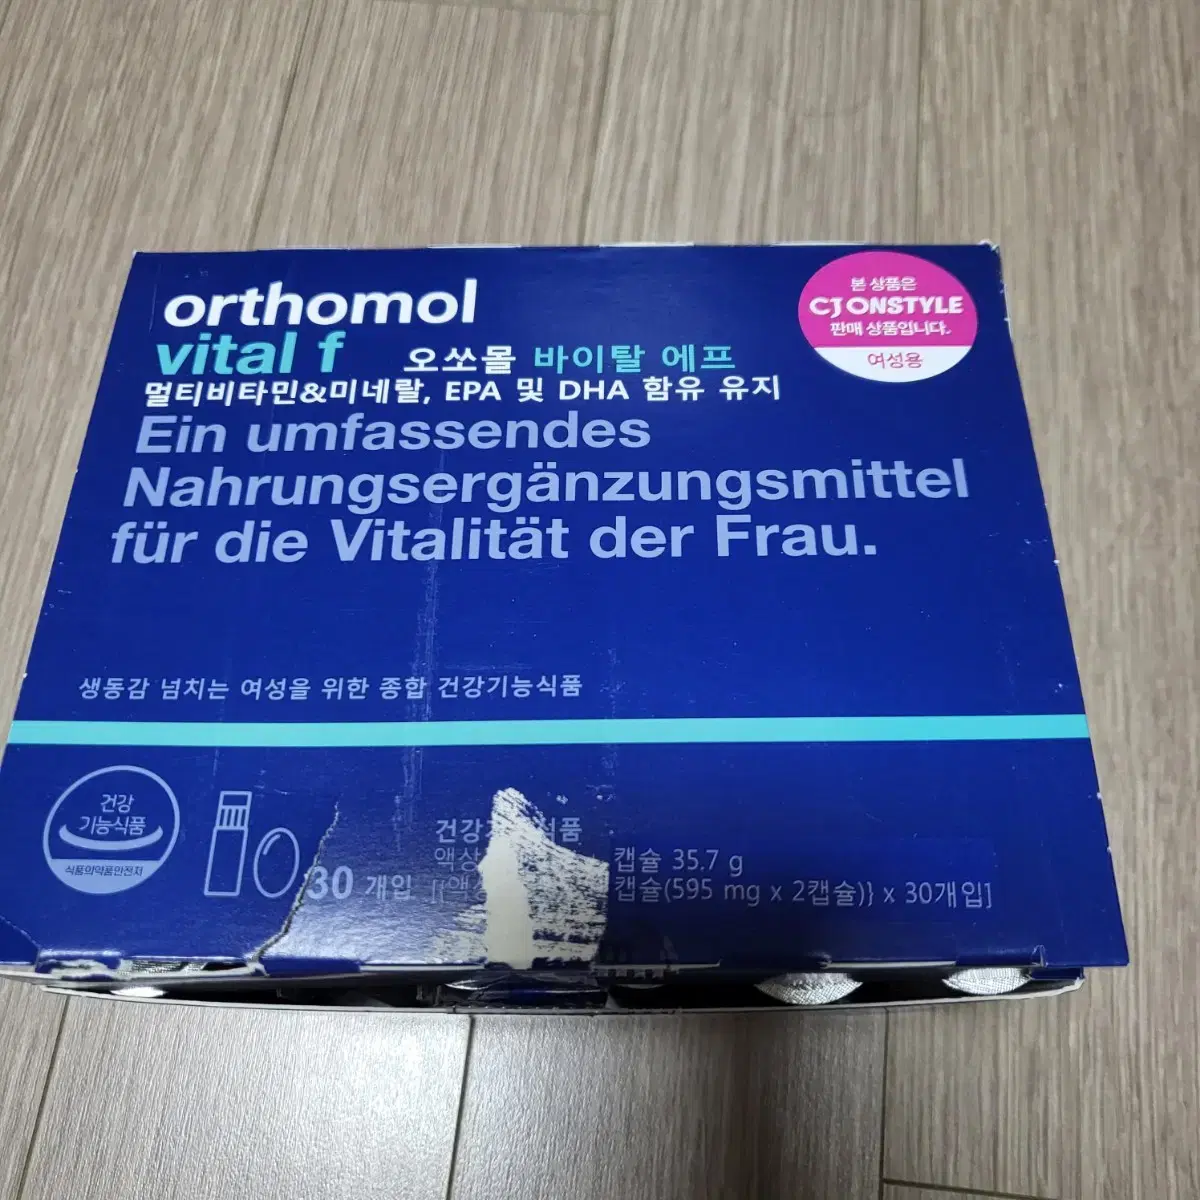 orthomol
vital f 오쏘몰 바이탈 에프
멀티비타민&미네랄, EPA 및 DHA 함유 유지
Ein umfassendes
Nahrungsergänzungsmittel
für die Vitalität der Frau.
본 상품은
CJ ONSTYLE
판매 상품입니다.
여성용
생동감 넘치는 여성을 위한 종합 건강기능식품
건강
기능식품
식품의약품안전처
30 개입
캡슐 35.7 g
캡슐(595 mg x 2캡슐)} x 30개입]